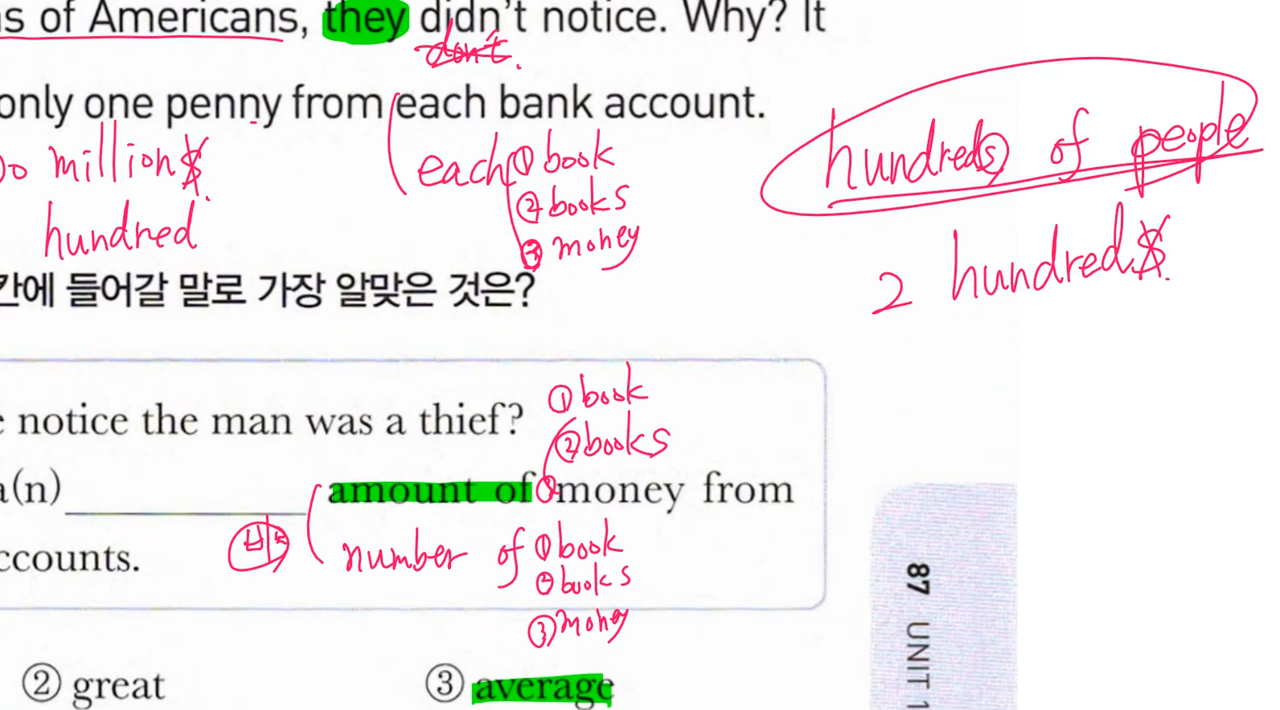 s of Americans, they didn't notice. Why? It
don't.
only one penny from each bank account.
hundreds of people
00 million$
each ① book
② books
③ money
hundred
2 hundred$.
칸에 들어갈 말로 가장 알맞은 것은?
① book
e notice the man was a thief?
② books
a(n) ____________ amount of ③ money from
number of ① book
ccounts.
② books
③ money
② great
③ average
87 UNIT 1